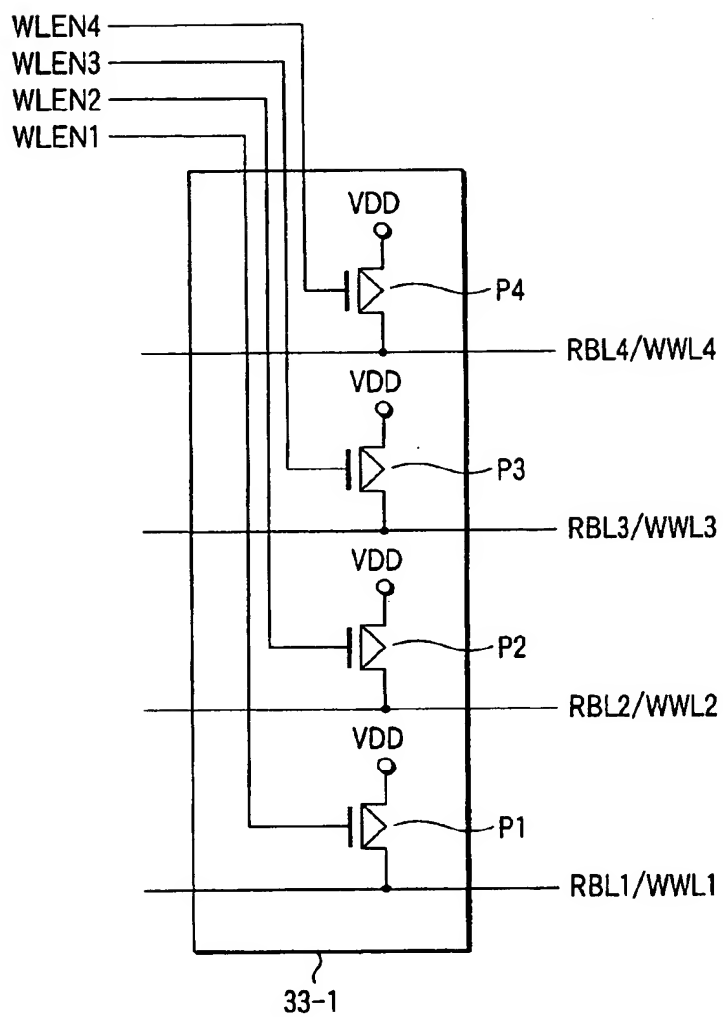 WLEN4
WLEN3
WLEN2
WLEN1
VDD
P4
RBL4/WWL4
VDD
P3
RBL3/WWL3
VDD
P2
RBL2/WWL2
VDD
P1
RBL1/WWL1
33-1